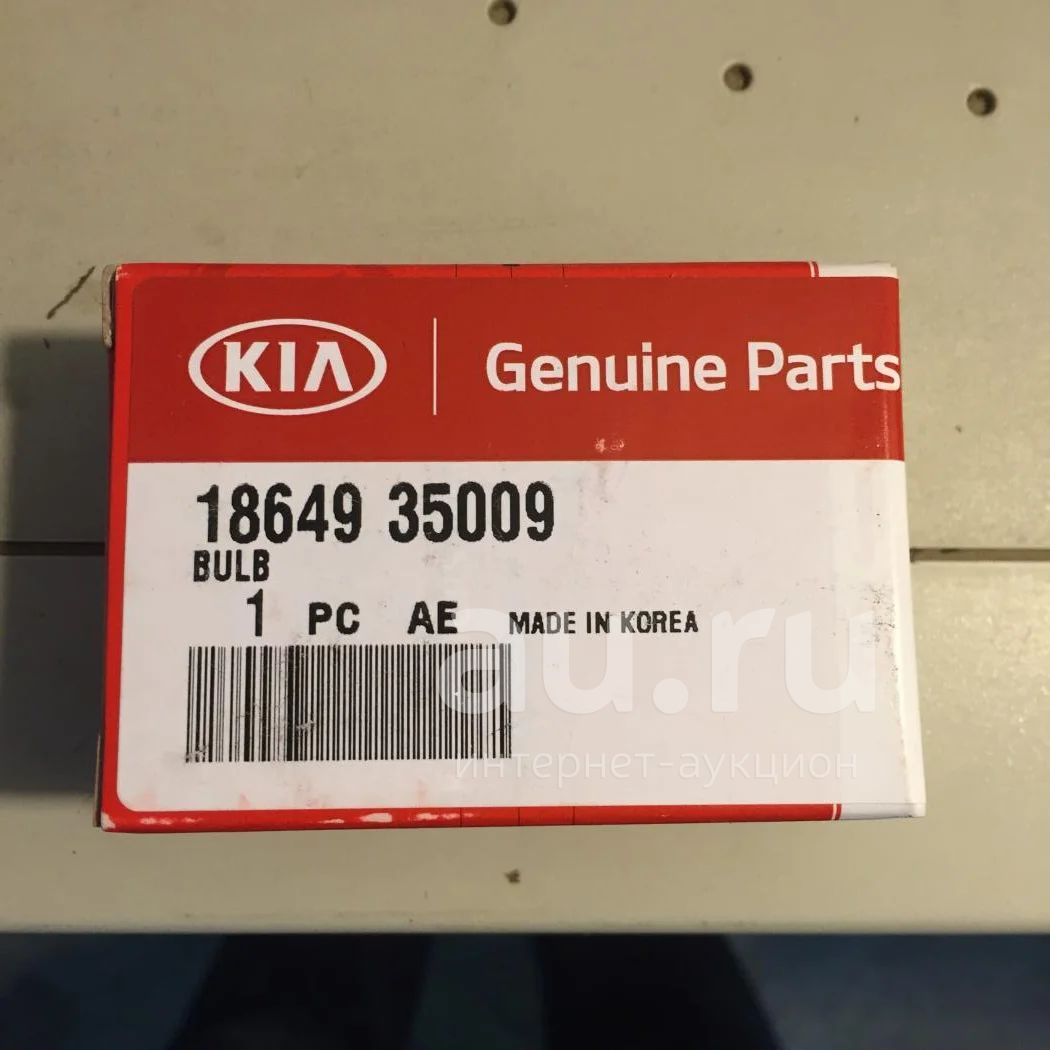 KIA Genuine Parts
18649 35009
BULB
1 PC AE MADE IN KOREA
au.ru
интернет-аукцион